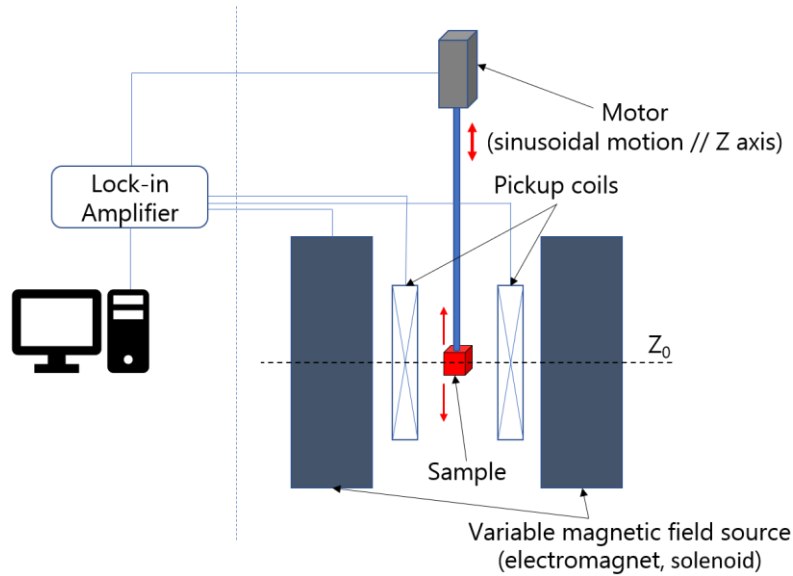 Motor
(sinusoidal motion // Z axis)
Lock-in
Amplifier
Pickup coils
Z₀
Sample
Variable magnetic field source
(electromagnet, solenoid)